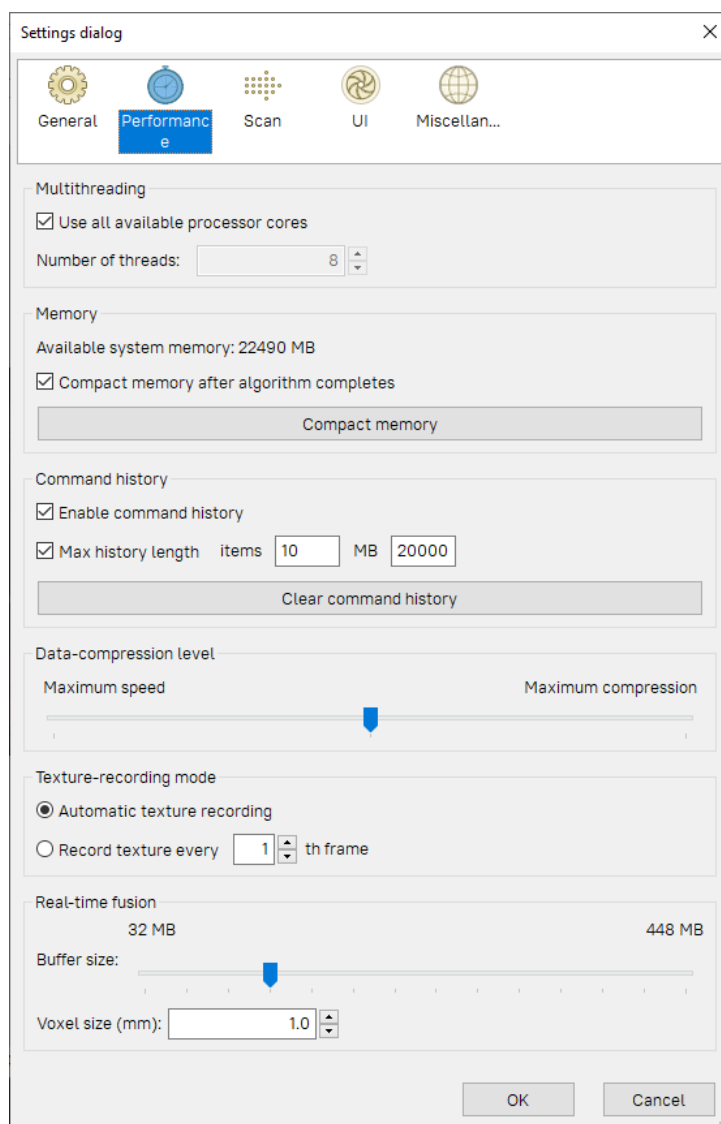 Settings dialog
General
Performanc
e
Scan
UI
Miscellan...
Multithreading
Use all available processor cores
Number of threads: 8
Memory
Available system memory: 22490 MB
Compact memory after algorithm completes
Compact memory
Command history
Enable command history
Max history length items 10 MB 20000
Clear command history
Data-compression level
Maximum speed Maximum compression
Texture-recording mode
Automatic texture recording
Record texture every 1 th frame
Real-time fusion
32 MB 448 MB
Buffer size:
Voxel size (mm): 1.0
OK Cancel